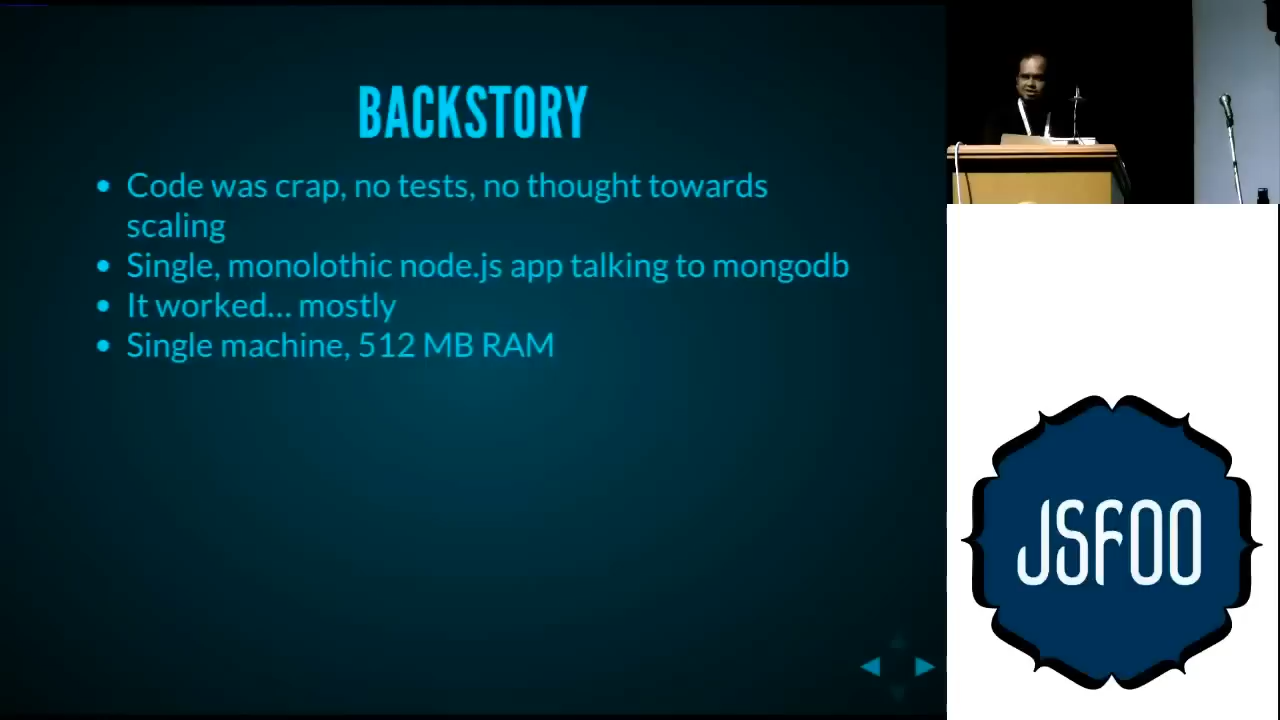 BACKSTORY
• Code was crap, no tests, no thought towards
scaling
• Single, monolothic node.js app talking to mongodb
• It worked... mostly
• Single machine, 512 MB RAM
JSFOO